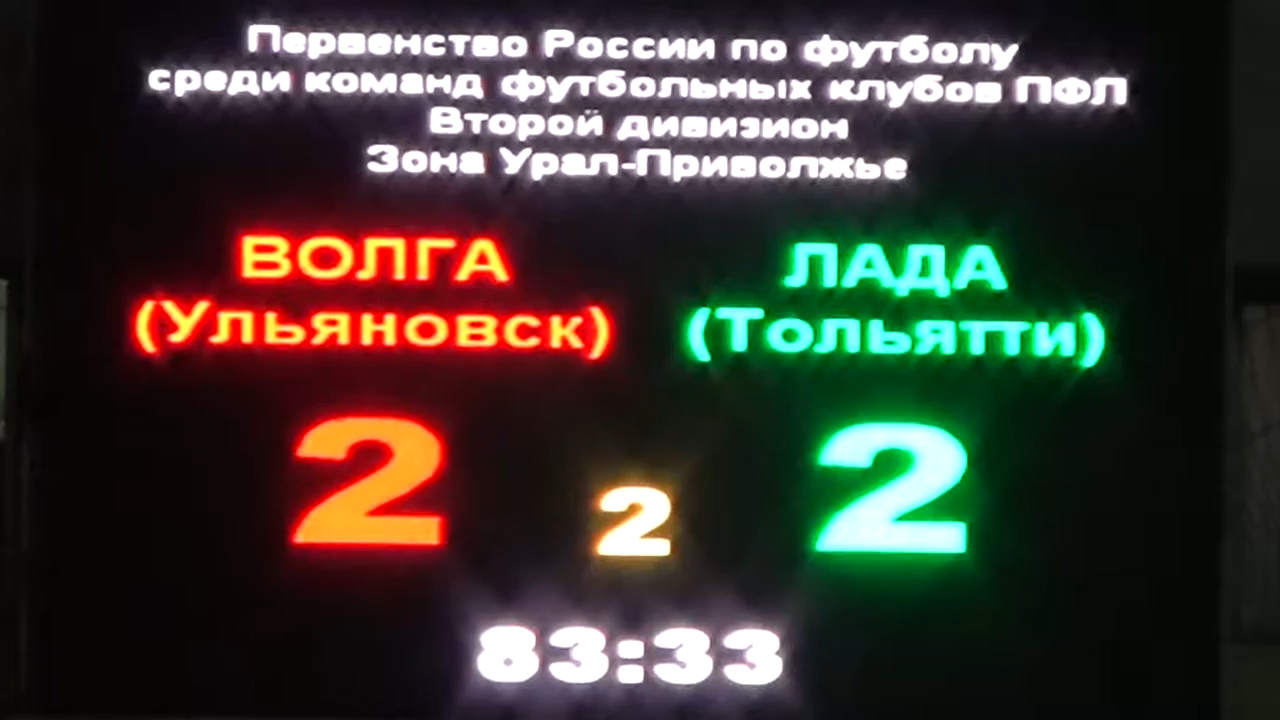 Первенство России по футболу
среди команд футбольных клубов ПФЛ
Второй дивизион
Зона Урал-Приволжье
ВОЛГА ЛАДА
(Ульяновск) (Тольятти)
2 2 2
83:33